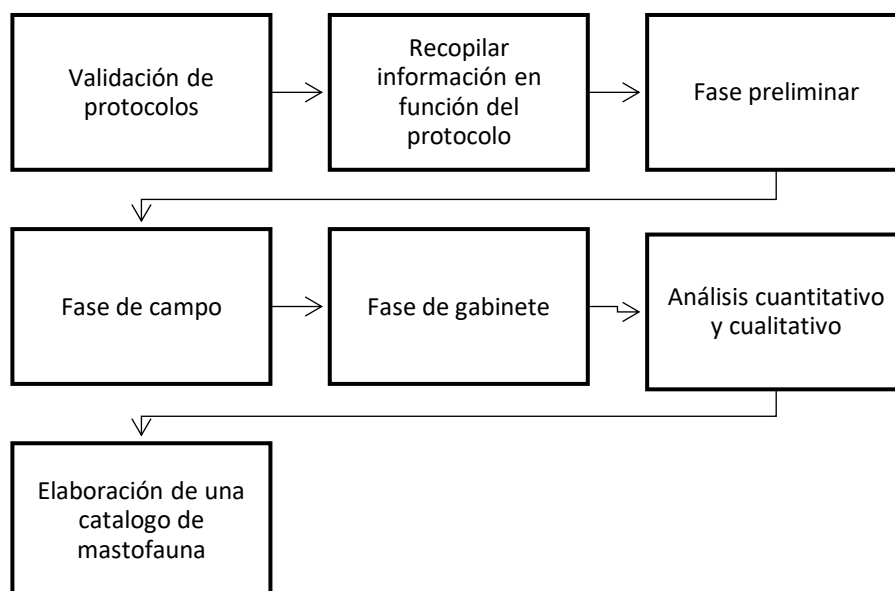 Validación de
protocolos
Recopilar
información en
función del
protocolo
Fase preliminar
Fase de campo
Fase de gabinete
Análisis cuantitativo
y cualitativo
Elaboración de una
catalogo de
mastofauna